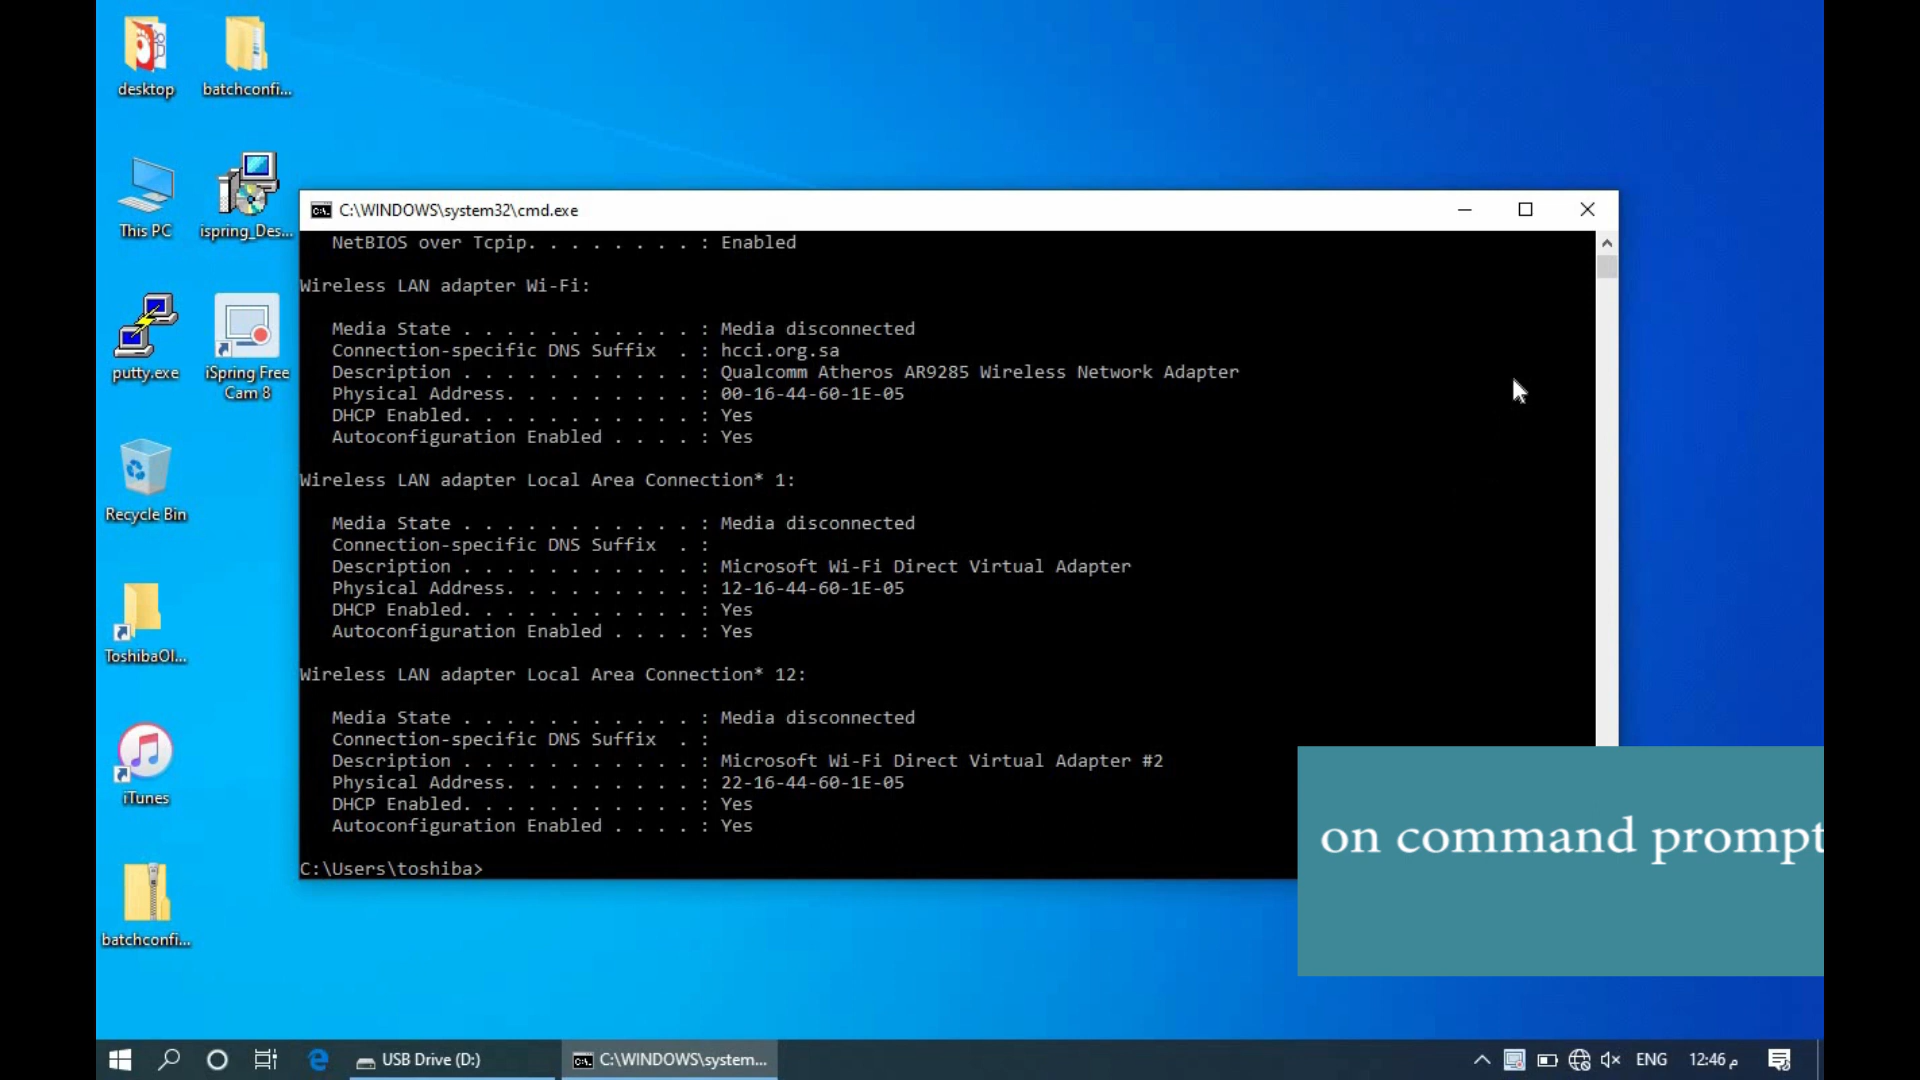 desktop
batchconfi...
This PC
ispring_Des...
putty.exe
iSpring Free
Cam 8
Recycle Bin
ToshibaOl...
iTunes
batchconfi...
C:\WINDOWS\system32\cmd.exe
NetBIOS over Tcpip. . . . . . . . : Enabled
Wireless LAN adapter Wi-Fi:
Media State . . . . . . . . . . . : Media disconnected
Connection-specific DNS Suffix  . : hcci.org.sa
Description . . . . . . . . . . . : Qualcomm Atheros AR9285 Wireless Network Adapter
Physical Address. . . . . . . . . : 00-16-44-60-1E-05
DHCP Enabled. . . . . . . . . . . : Yes
Autoconfiguration Enabled . . . . : Yes
Wireless LAN adapter Local Area Connection* 1:
Media State . . . . . . . . . . . : Media disconnected
Connection-specific DNS Suffix  . :
Description . . . . . . . . . . . : Microsoft Wi-Fi Direct Virtual Adapter
Physical Address. . . . . . . . . : 12-16-44-60-1E-05
DHCP Enabled. . . . . . . . . . . : Yes
Autoconfiguration Enabled . . . . : Yes
Wireless LAN adapter Local Area Connection* 12:
Media State . . . . . . . . . . . : Media disconnected
Connection-specific DNS Suffix  . :
Description . . . . . . . . . . . : Microsoft Wi-Fi Direct Virtual Adapter #2
Physical Address. . . . . . . . . : 22-16-44-60-1E-05
DHCP Enabled. . . . . . . . . . . : Yes
Autoconfiguration Enabled . . . . : Yes
C:\Users\toshiba>
on command prompt
USB Drive (D:)
C:\WINDOWS\system...
ENG
12:46 م